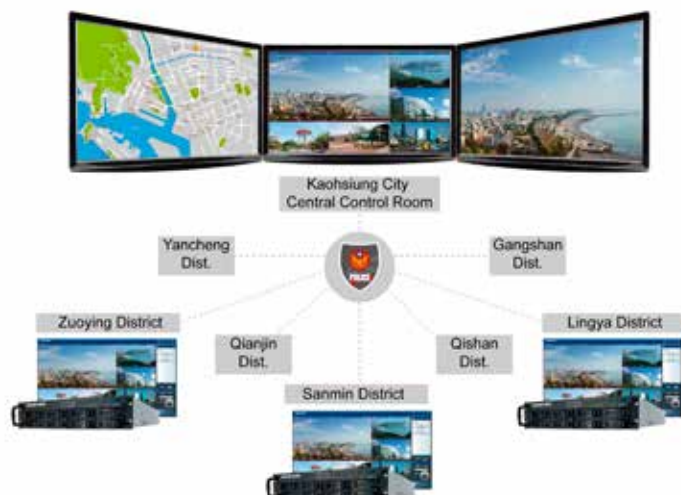 Kaohsiung City
Central Control Room
Yancheng
Dist.
Gangshan
Dist.
POLICE
Zuoying District
Lingya District
Qianjin
Dist.
Qishan
Dist.
Sanmin District